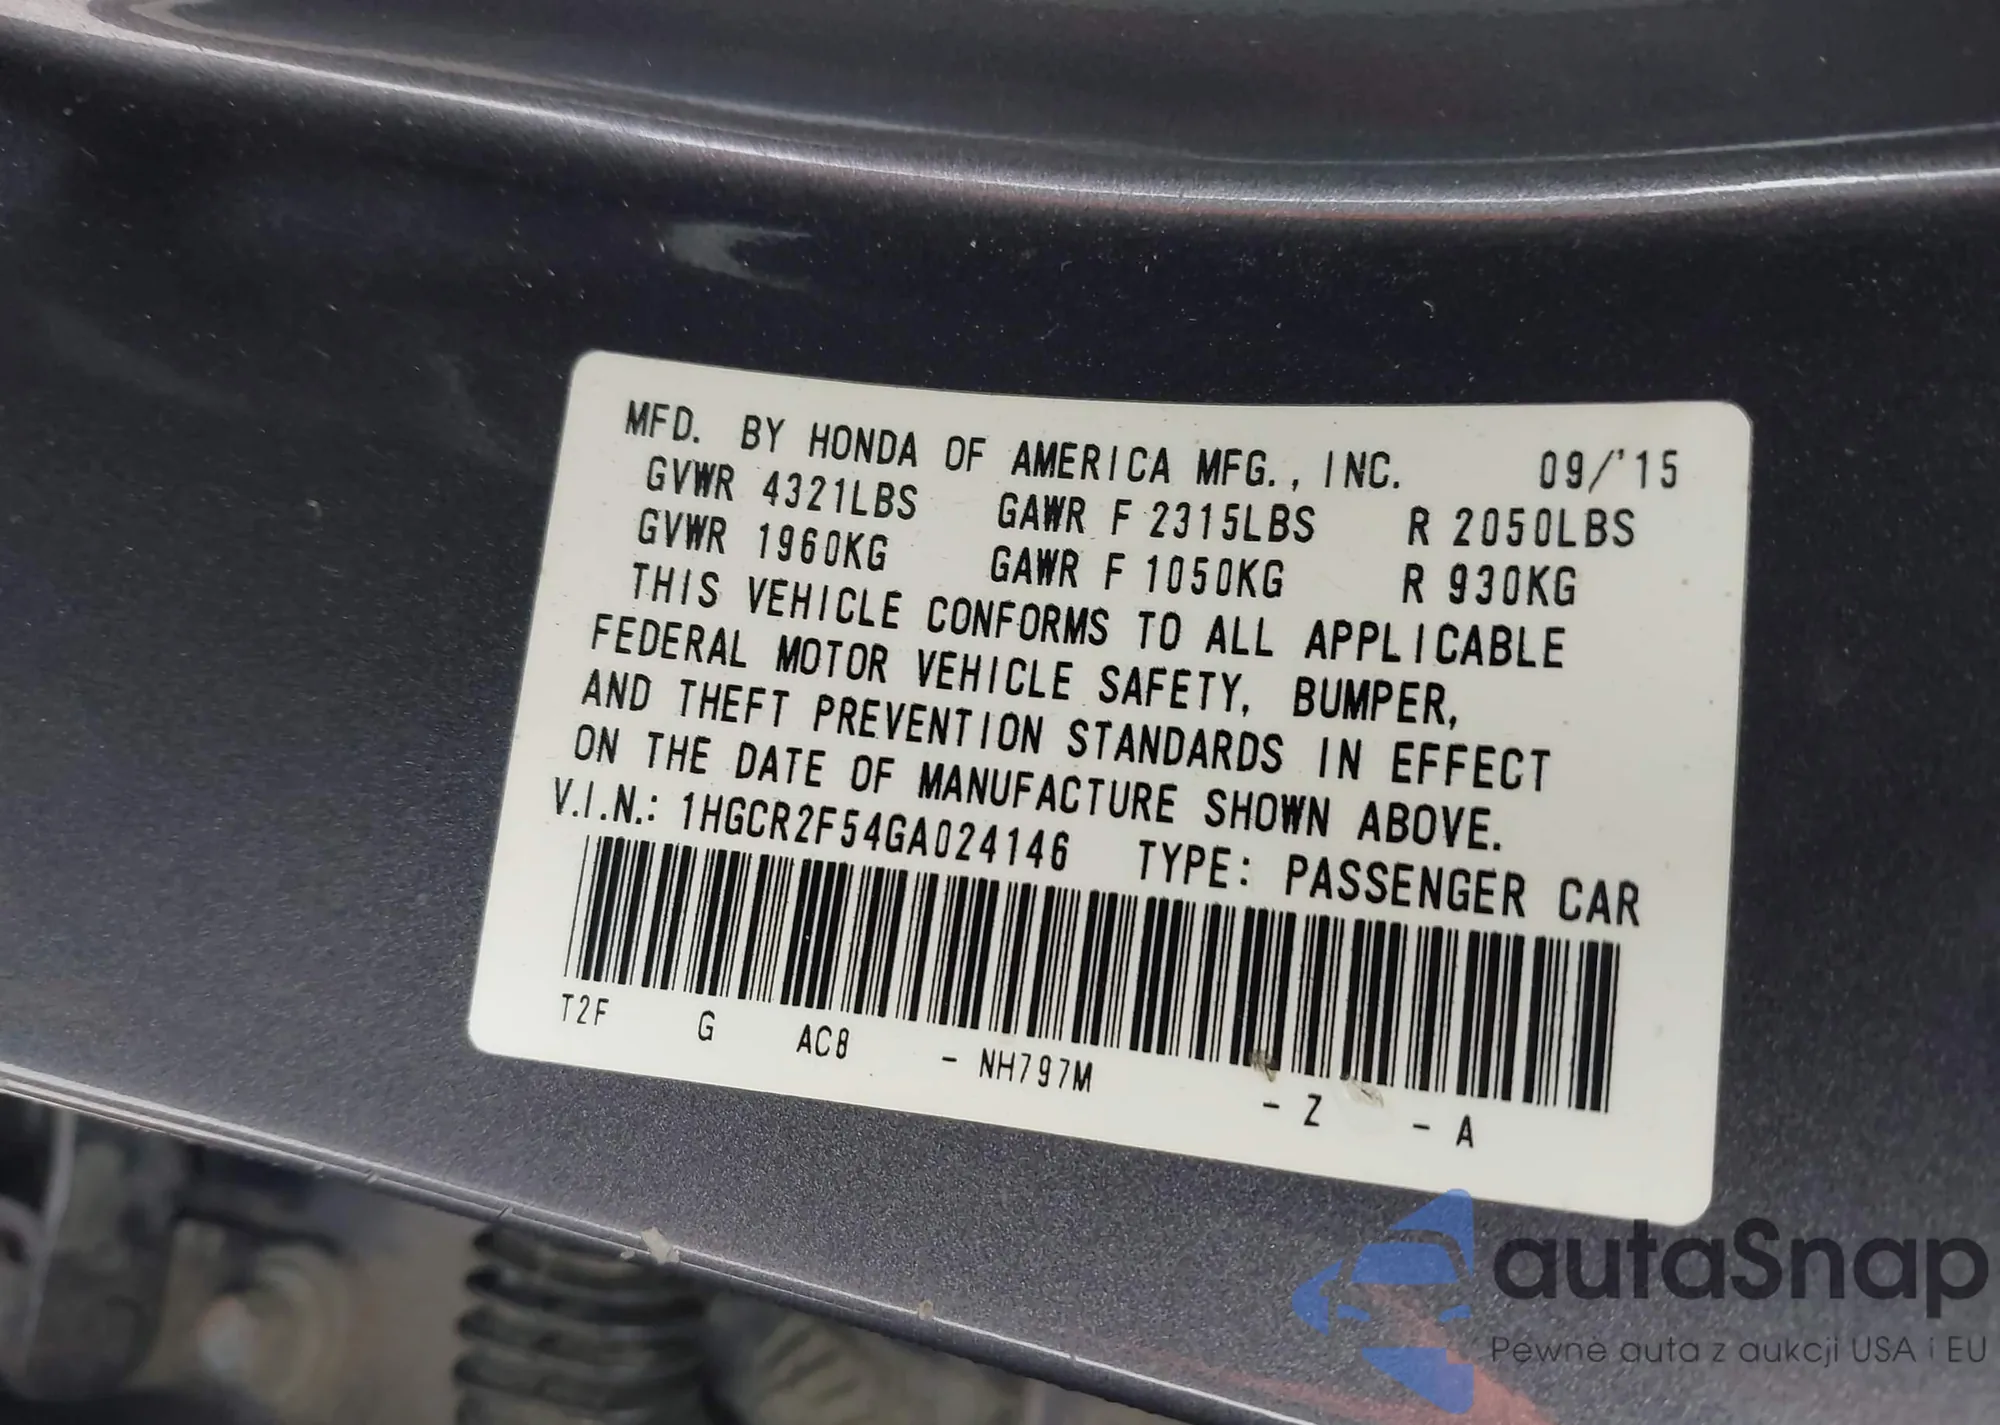 MFD. BY HONDA OF AMERICA MFG., INC. 09/'15
GVWR 4321LBS GAWR F 2315LBS R 2050LBS
GVWR 1960KG GAWR F 1050KG R 930KG
THIS VEHICLE CONFORMS TO ALL APPLICABLE
FEDERAL MOTOR VEHICLE SAFETY, BUMPER,
AND THEFT PREVENTION STANDARDS IN EFFECT
ON THE DATE OF MANUFACTURE SHOWN ABOVE.
V.I.N.: 1HGCR2F54GA024146 TYPE: PASSENGER CAR
T2F G AC8 - NH797M - Z - A
autaSnap
Pewne auta z aukcji USA i EU